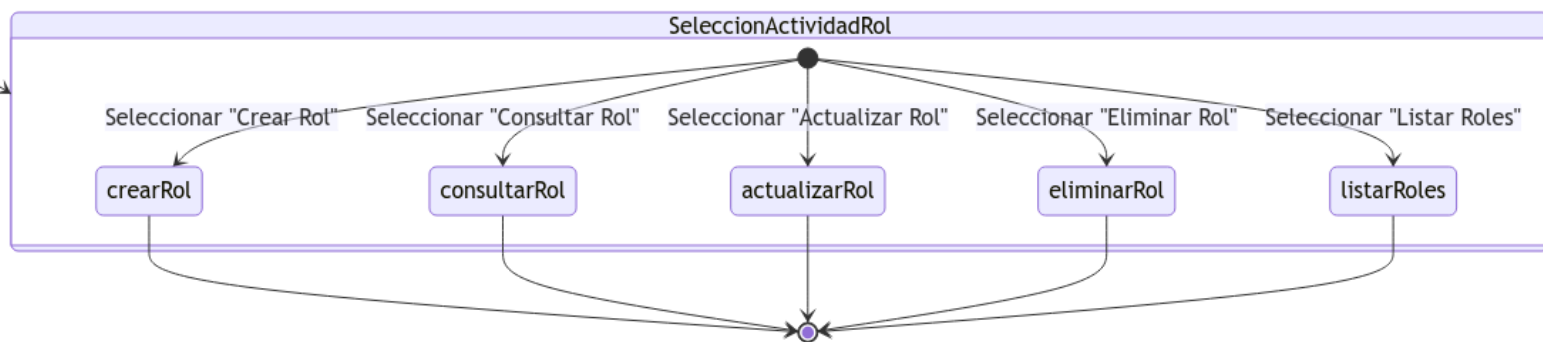 SeleccionActividadRol
Seleccionar "Crear Rol"
Seleccionar "Consultar Rol"
Seleccionar "Actualizar Rol"
Seleccionar "Eliminar Rol"
Seleccionar "Listar Roles"
crearRol
consultarRol
actualizarRol
eliminarRol
listarRoles